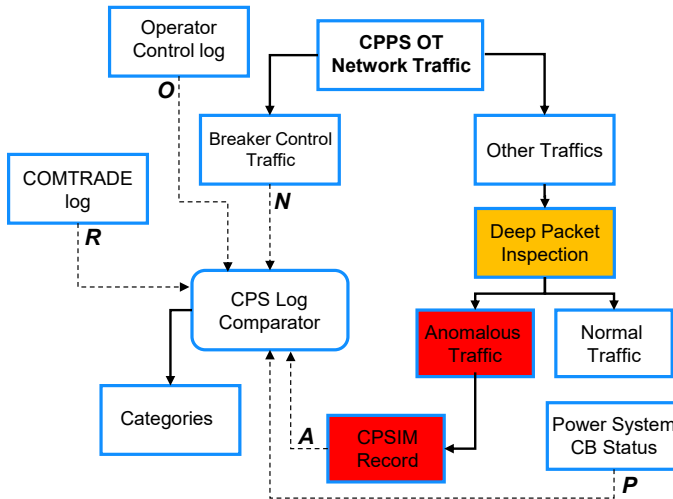 Operator
Control log
CPPS OT
Network Traffic
O
Breaker Control
Traffic
Other Traffics
COMTRADE
log
N
R
Deep Packet
Inspection
CPS Log
Comparator
Anomalous
Traffic
Normal
Traffic
Categories
A
CPSIM
Record
Power System
CB Status
P